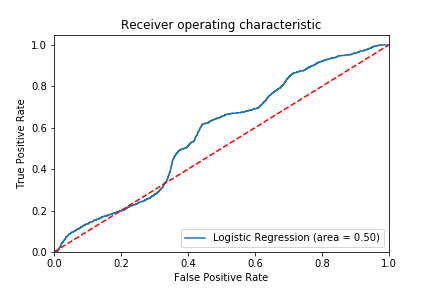 Receiver operating characteristic
True Positive Rate
1.0
0.8
0.6
0.4
0.2
0.0
Logistic Regression (area = 0.50)
0.0 0.2 0.4 0.6 0.8 1.0
False Positive Rate